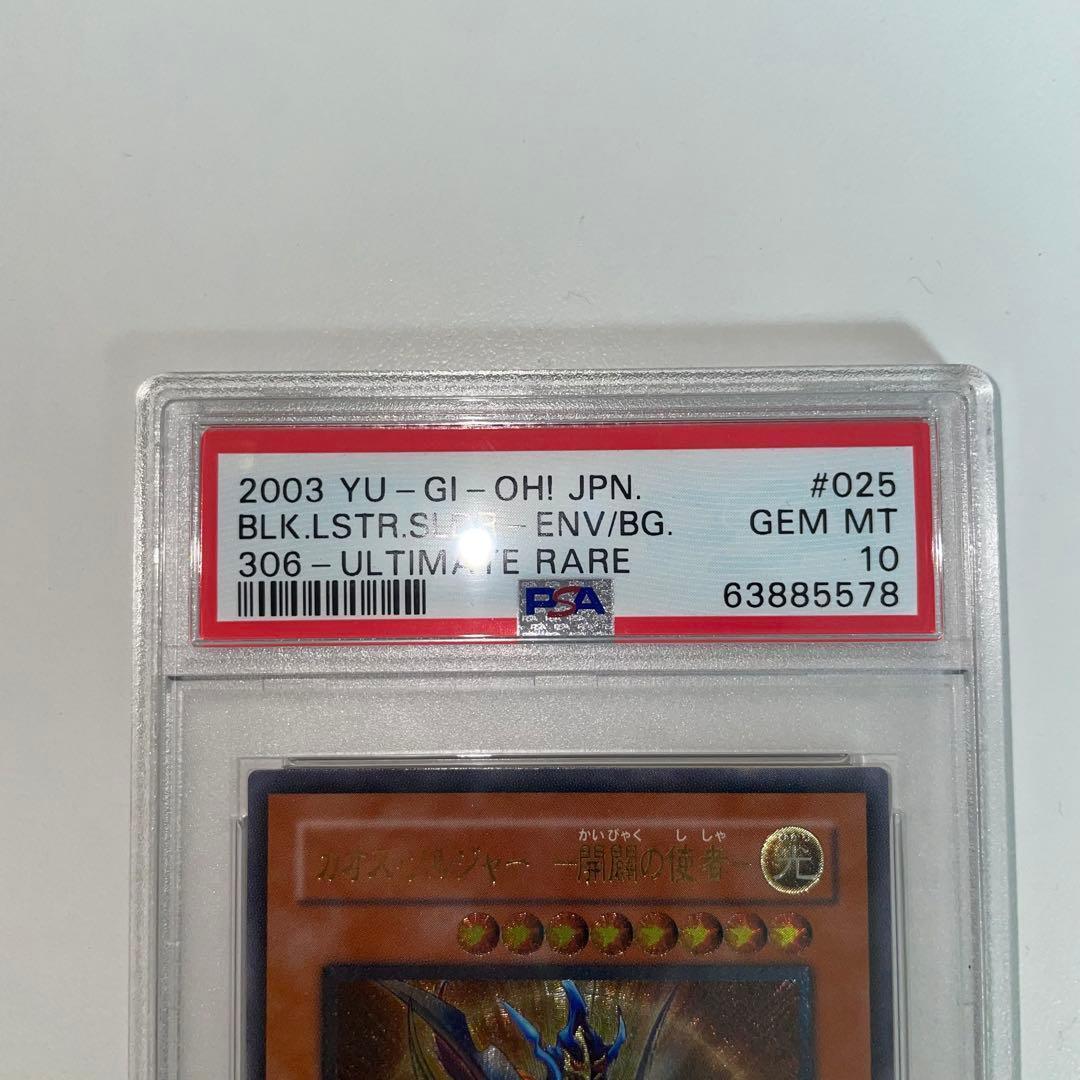 2003 YU-GI-OH! JPN. #025
BLK.LSTR.SLDR-ENV/BG. GEM MT
306-ULTIMATE RARE 10
PSA 63885578
かいびゃく ししゃ
カオス・ソルジャー -開闢の使者- 光